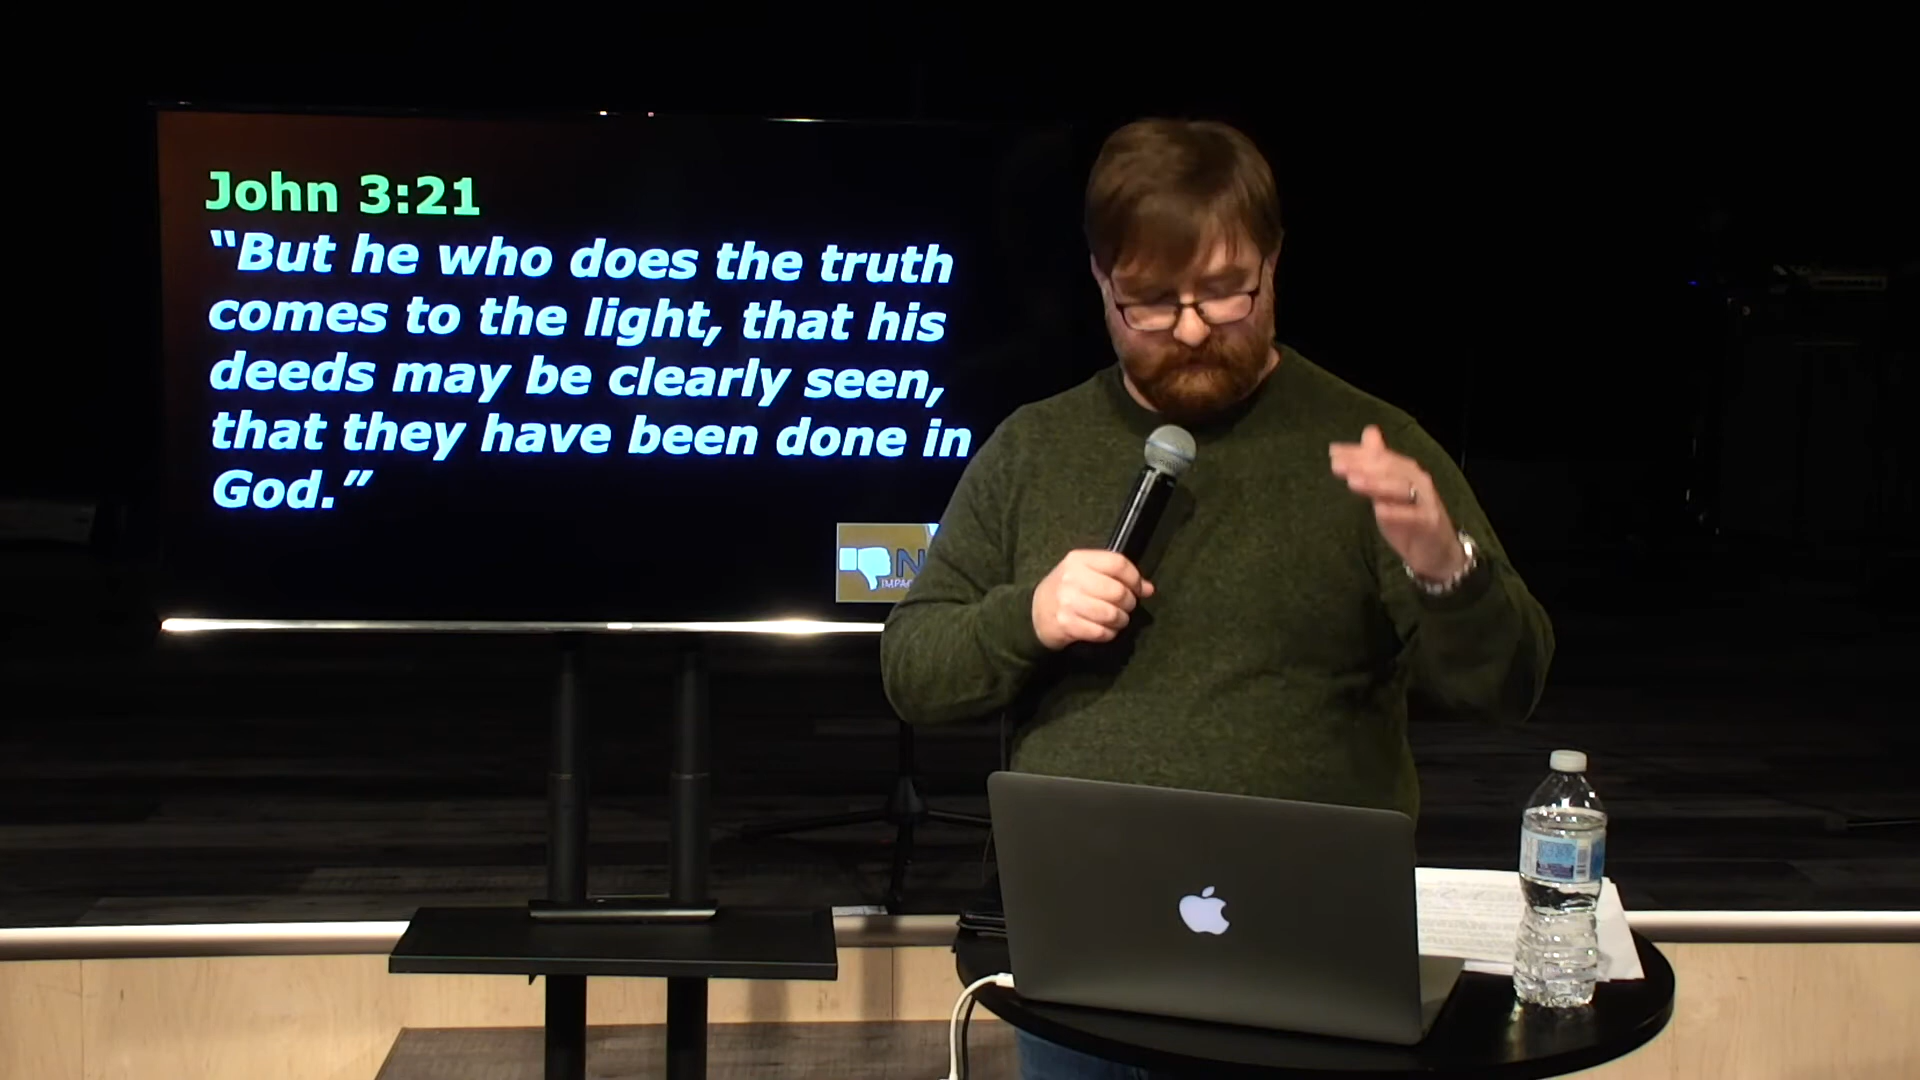 John 3:21
“But he who does the truth
comes to the light, that his
deeds may be clearly seen,
that they have been done in
God.”